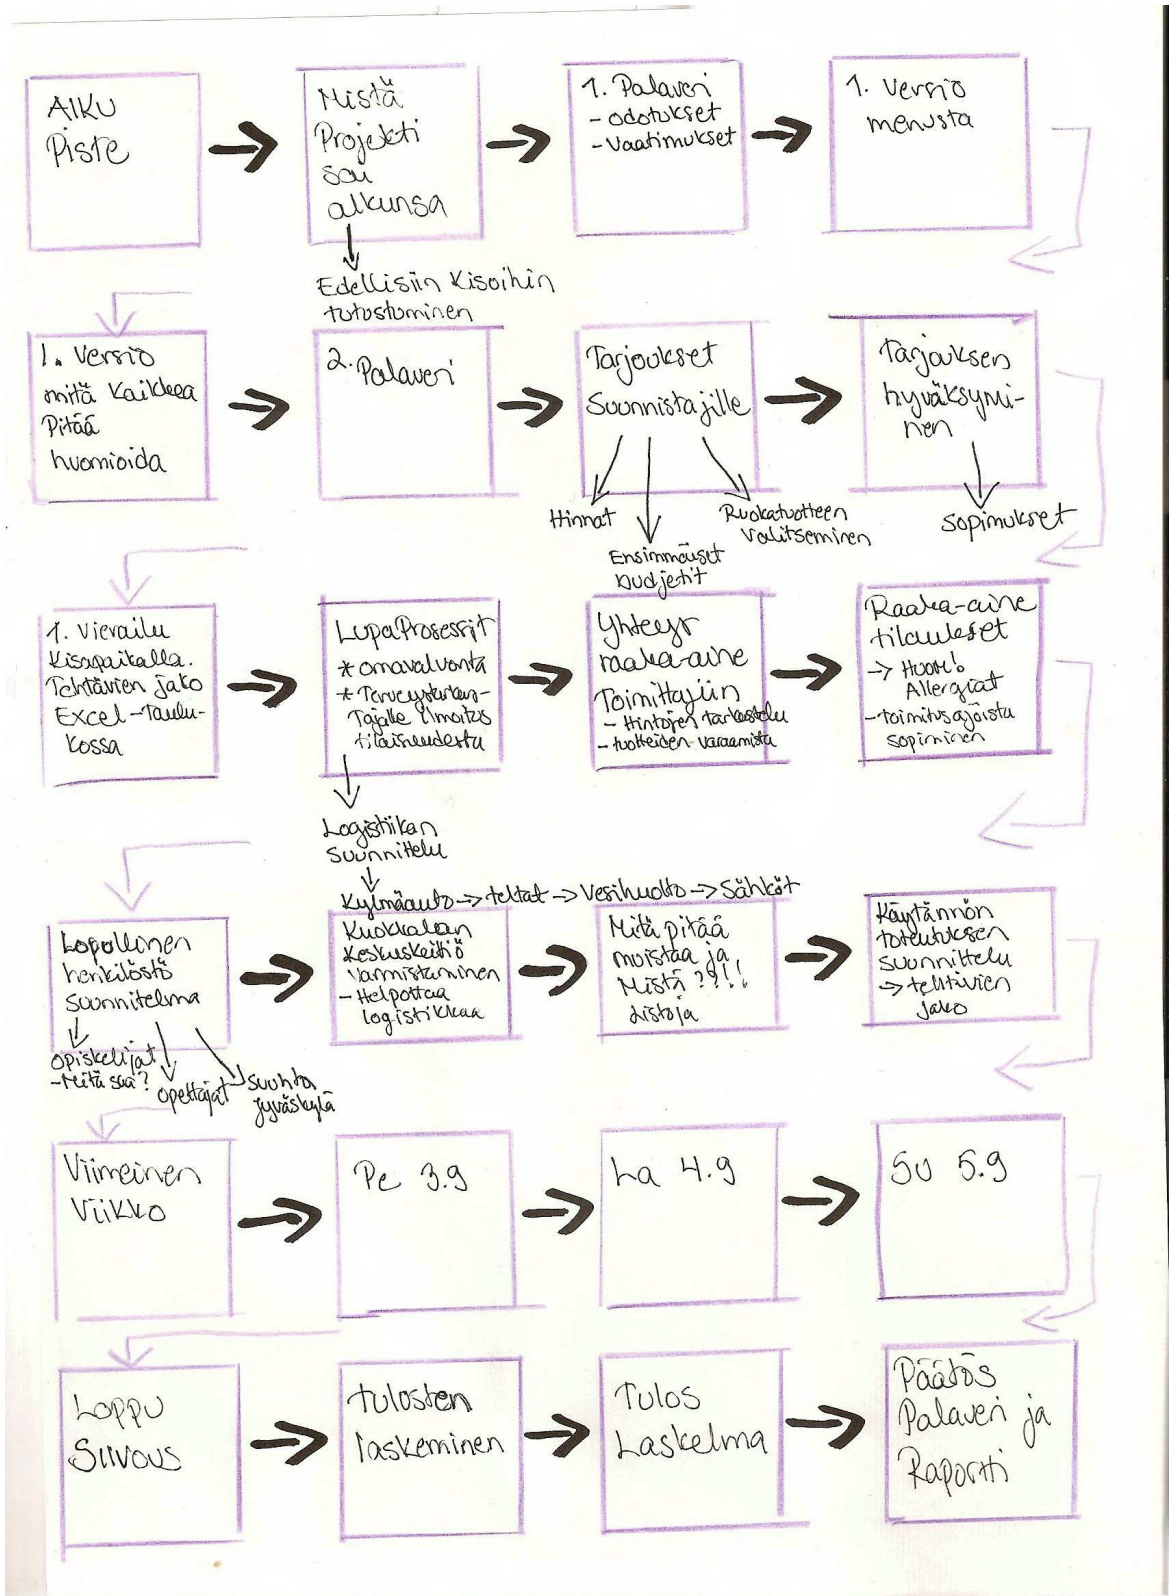 AlKU
Piste
Mistä
Projekti
sai
alkunsa
Edellisiin Kisoihin
tutustuminen
1. Palaveri
- odotukset
- vaatimukset
1. Versio
menusta
1. Versio
mitä kaikkea
Pitää
huomioida
2. Palaveri
Tarjoukset
Suunnistajille
Hinnat
Ensimmäiset
budjetit
Ruokatuotteen
valitseminen
Tarjouksen
hyväksymi-
nen
Sopimukset
1. Vierailu
Kisapaikalla.
Tehtävien jako
Excel-Taulu-
kossa
LupaProsessit
* omavalvonta
* Terveystarkas-
Tajalle ilmoitus
tilaisuudesta
Logistiikan
suunnittelu
Kylmäauto -> teltat -> Vesihuolto -> Sähköt
Yhteys
raaka-aine
Toimittajiin
- Hintojen tarkastelu
- tuotteiden varaamista
Raaka-aine
tilaukset
-> Huom!
Allergiat
- toimitusajoista
sopiminen
Lopullinen
henkilöstö
suunnitelma
opiskelijat
- Mitä saa?
opettajat
suunta
Jyväskylä
Kuokkalan
Keskuskeittiö
varmistaminen
- Helpottaa
logistikkaa
Mitä pitää
muistaa ja
Mistä ??!!
Listoja
Käytännön
toteutuksen
suunnittelu
-> tehtävien
jako
Viimeinen
Viikko
Pe 3.9
La 4.9
Su 5.9
Loppu
Siivous
tulosten
laskeminen
Tulos
Laskelma
Päätös
Palaveri ja
Raportti